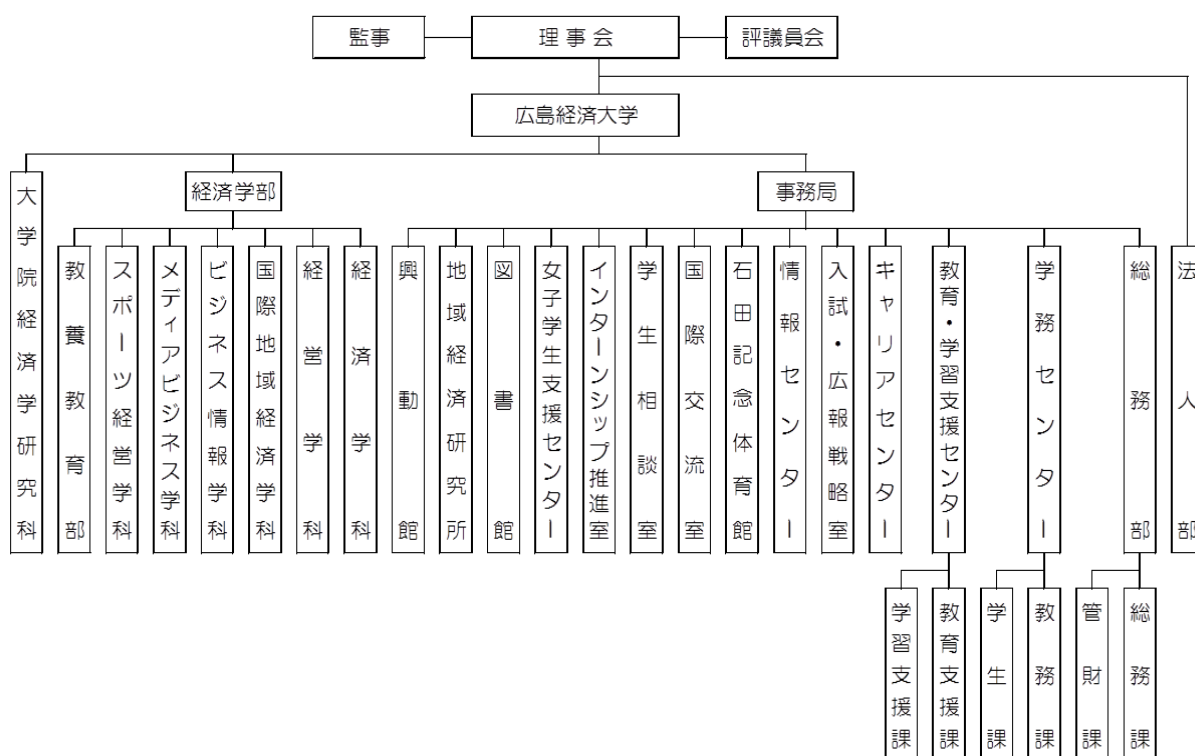 監事
理事会
評議員会
広島経済大学
経済学部
事務局
大学院経済学研究科
教養教育部
スポーツ経営学科
メディアビジネス学科
ビジネス情報学科
国際地域経済学科
経営学科
経済学科
興動館
地域経済研究所
図書館
女子学生支援センター
インターンシップ推進室
学生相談室
国際交流室
石田記念体育館
情報センター
入試・広報戦略室
キャリアセンター
教育・学習支援センター
学務センター
総務部
法人部
学習支援課
教育支援課
学生課
教務課
管財課
総務課